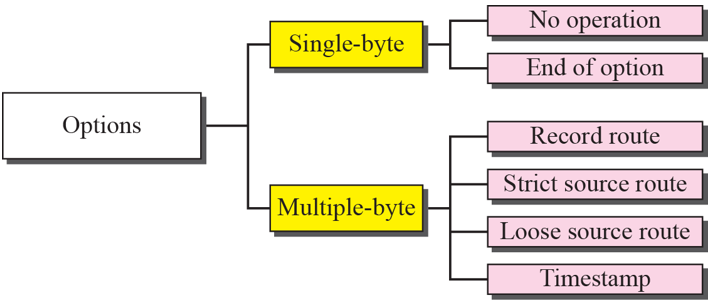 Options
Single-byte
No operation
End of option
Multiple-byte
Record route
Strict source route
Loose source route
Timestamp